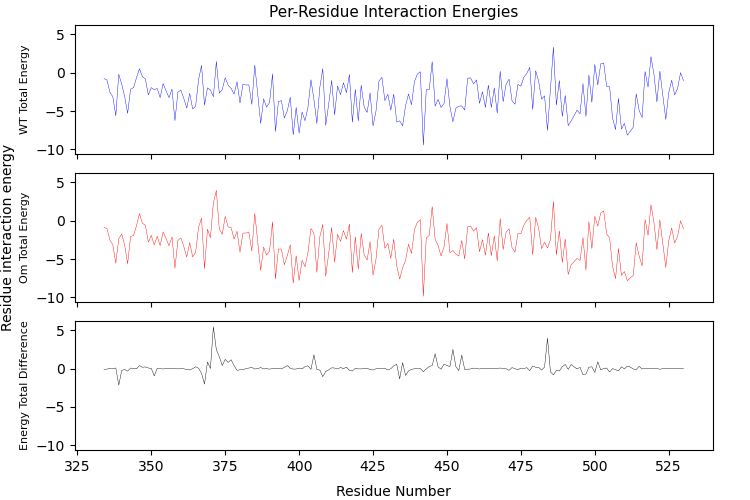 Per-Residue Interaction Energies
Residue interaction energy
WT Total Energy
5
0
−5
−10
Om Total Energy
5
0
−5
−10
Energy Total Difference
5
0
−5
−10
325 350 375 400 425 450 475 500 525
Residue Number